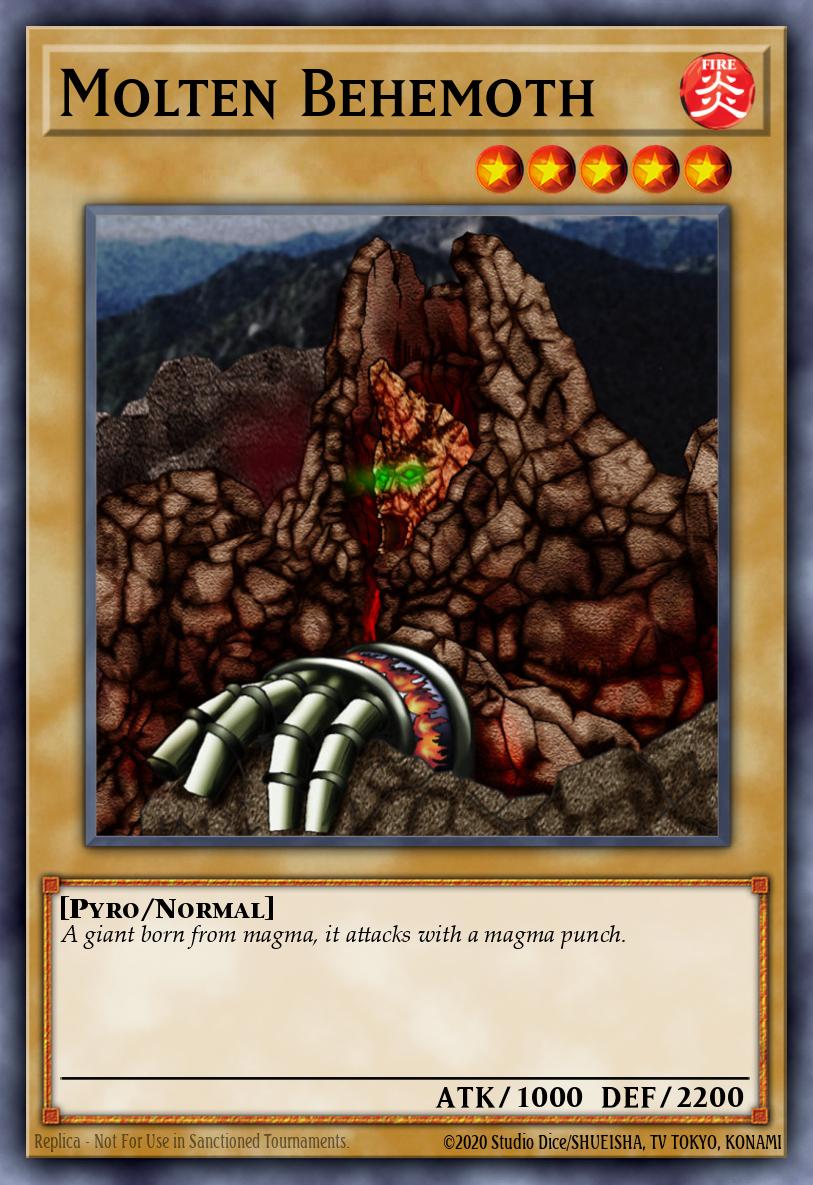 Molten Behemoth
FIRE
炎
[Pyro/Normal]
A giant born from magma, it attacks with a magma punch.
ATK/1000 DEF/2200
Replica - Not For Use in Sanctioned Tournaments.
©2020 Studio Dice/SHUEISHA, TV TOKYO, KONAMI